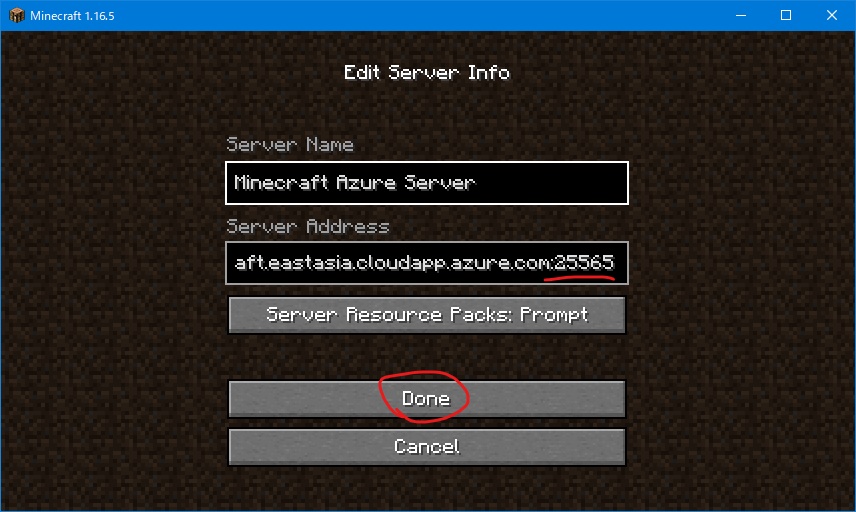 Minecraft 1.16.5
Edit Server Info
Server Name
Minecraft Azure Server
Server Address
aft.eastasia.cloudapp.azure.com:25565
Server Resource Packs: Prompt
Done
Cancel